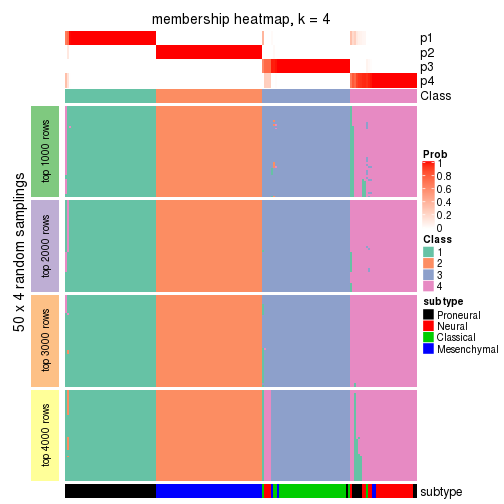 membership heatmap, k = 4
p1
p2
p3
p4
Class
50 x 4 random samplings
top 1000 rows
top 2000 rows
top 3000 rows
top 4000 rows
Prob
1
0.8
0.6
0.4
0.2
0
Class
1
2
3
4
subtype
Proneural
Neural
Classical
Mesenchymal
subtype